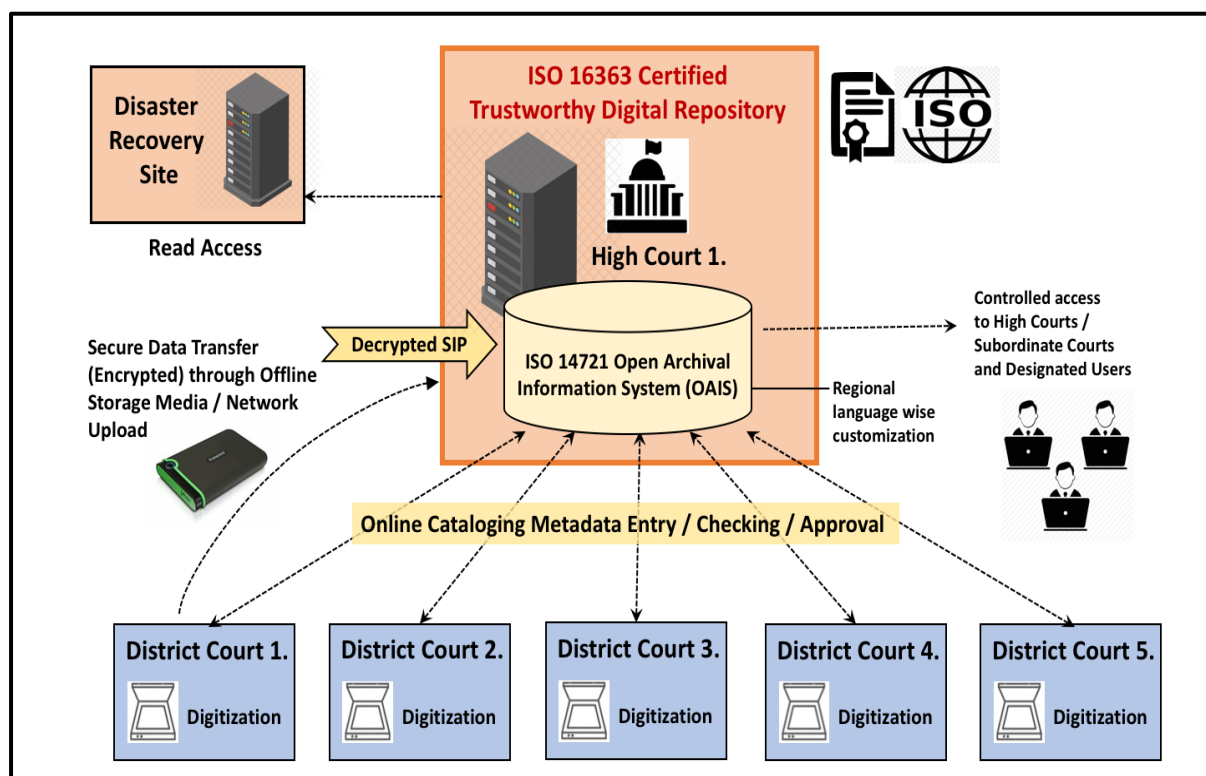 ISO 16363 Certified
Trustworthy Digital Repository
Disaster
Recovery
Site
Read Access
ISO
High Court 1.
Decrypted SIP
ISO 14721 Open Archival
Information System (OAIS)
Secure Data Transfer
(Encrypted) through Offline
Storage Media / Network
Upload
Controlled access
to High Courts /
Subordinate Courts
and Designated Users
Regional
language wise
customization
Online Cataloging Metadata Entry / Checking / Approval
District Court 1.
Digitization
District Court 2.
Digitization
District Court 3.
Digitization
District Court 4.
Digitization
District Court 5.
Digitization